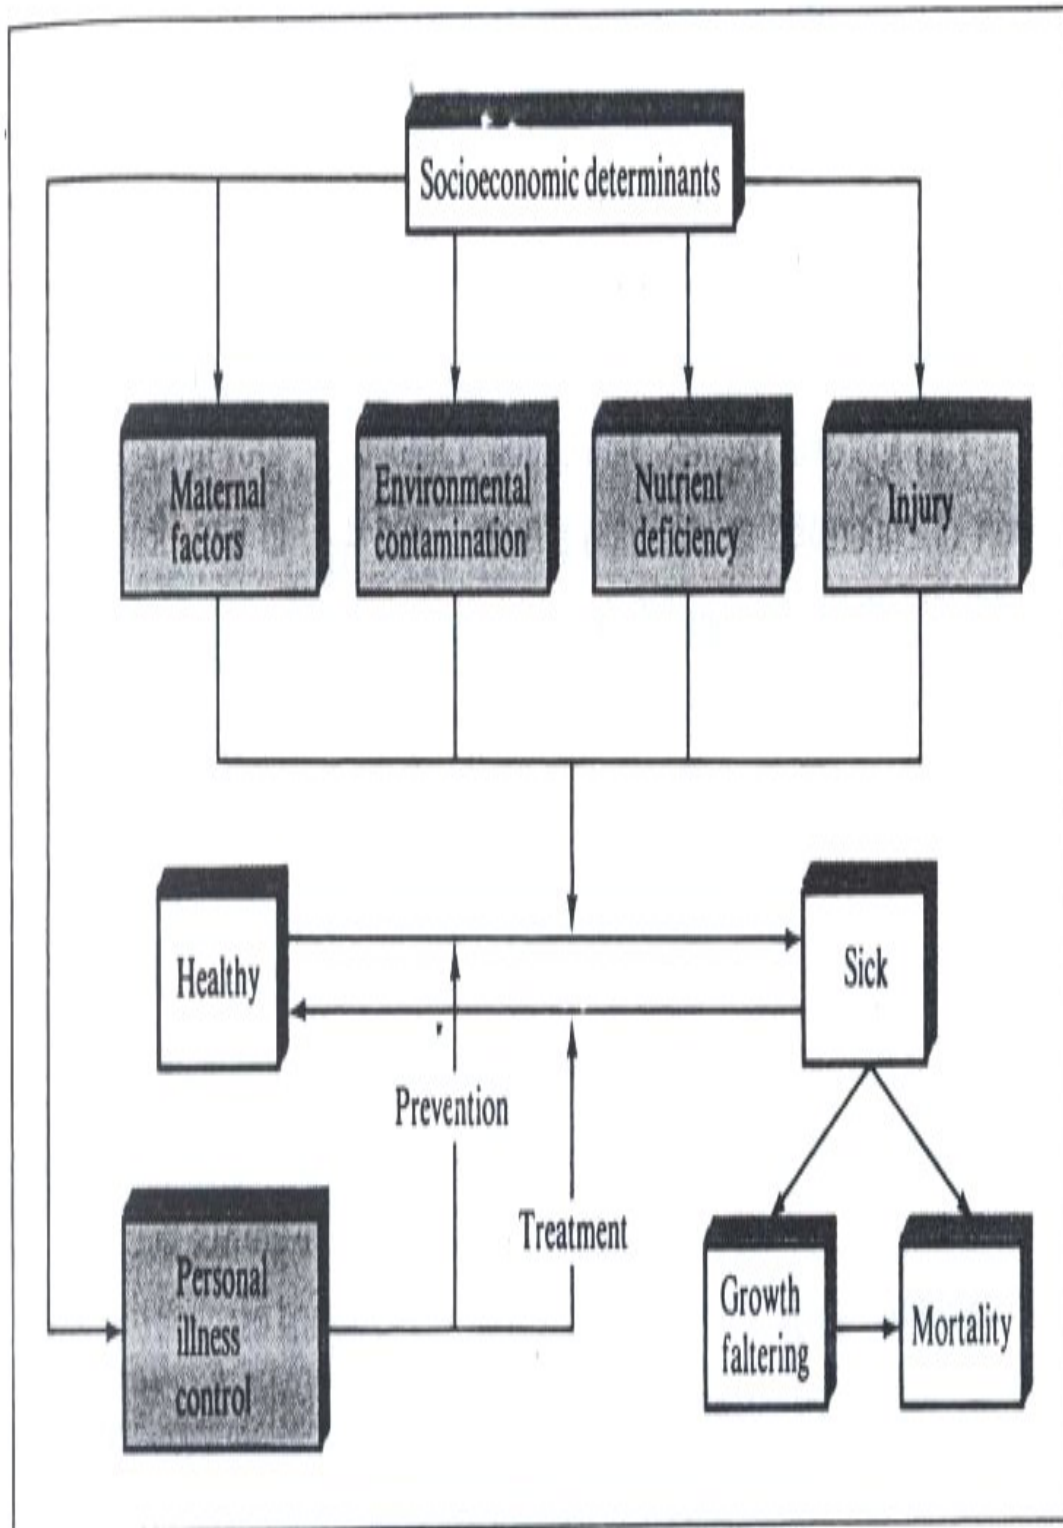 Socioeconomic determinants
Maternal
factors
Environmental
contamination
Nutrient
deficiency
Injury
Healthy
Sick
Prevention
Treatment
Personal
illness
control
Growth
faltering
Mortality